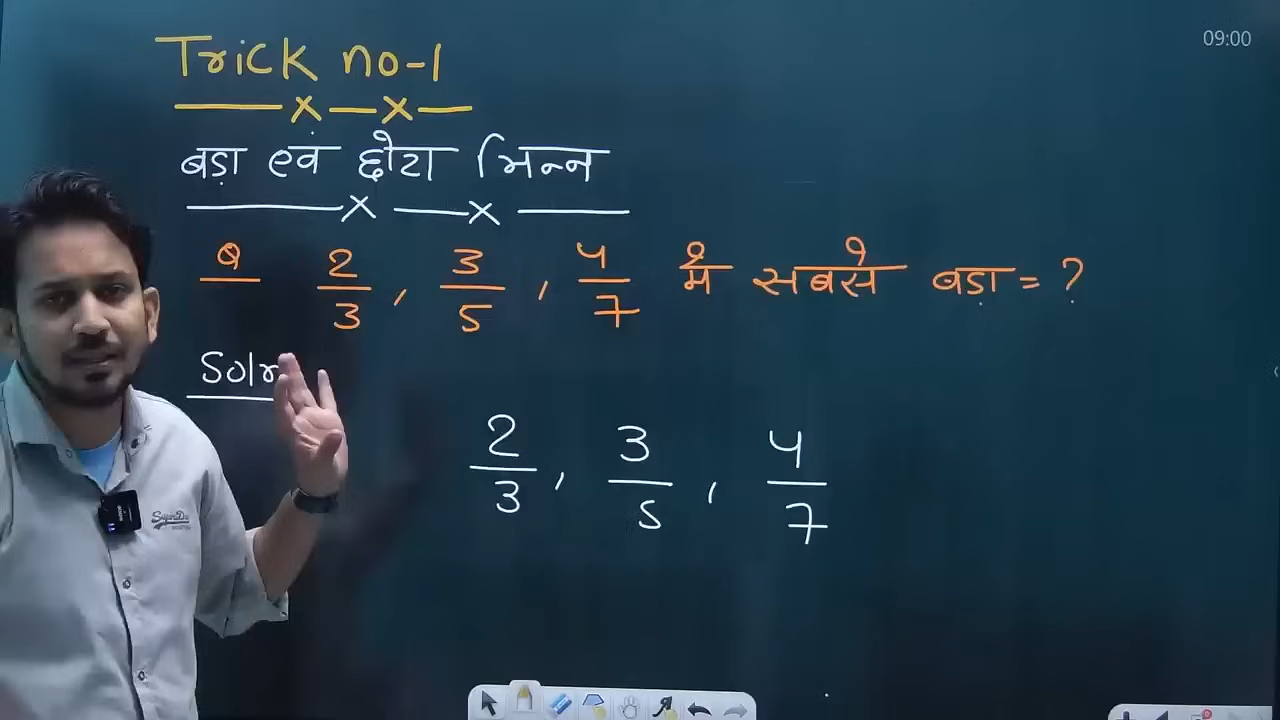 09:00
Trick no-1
बड़ा एवं छोटा भिन्न
Q 2/3, 3/5, 4/7 में सबसे बड़ा = ?
Soln
2/3, 3/5, 4/7